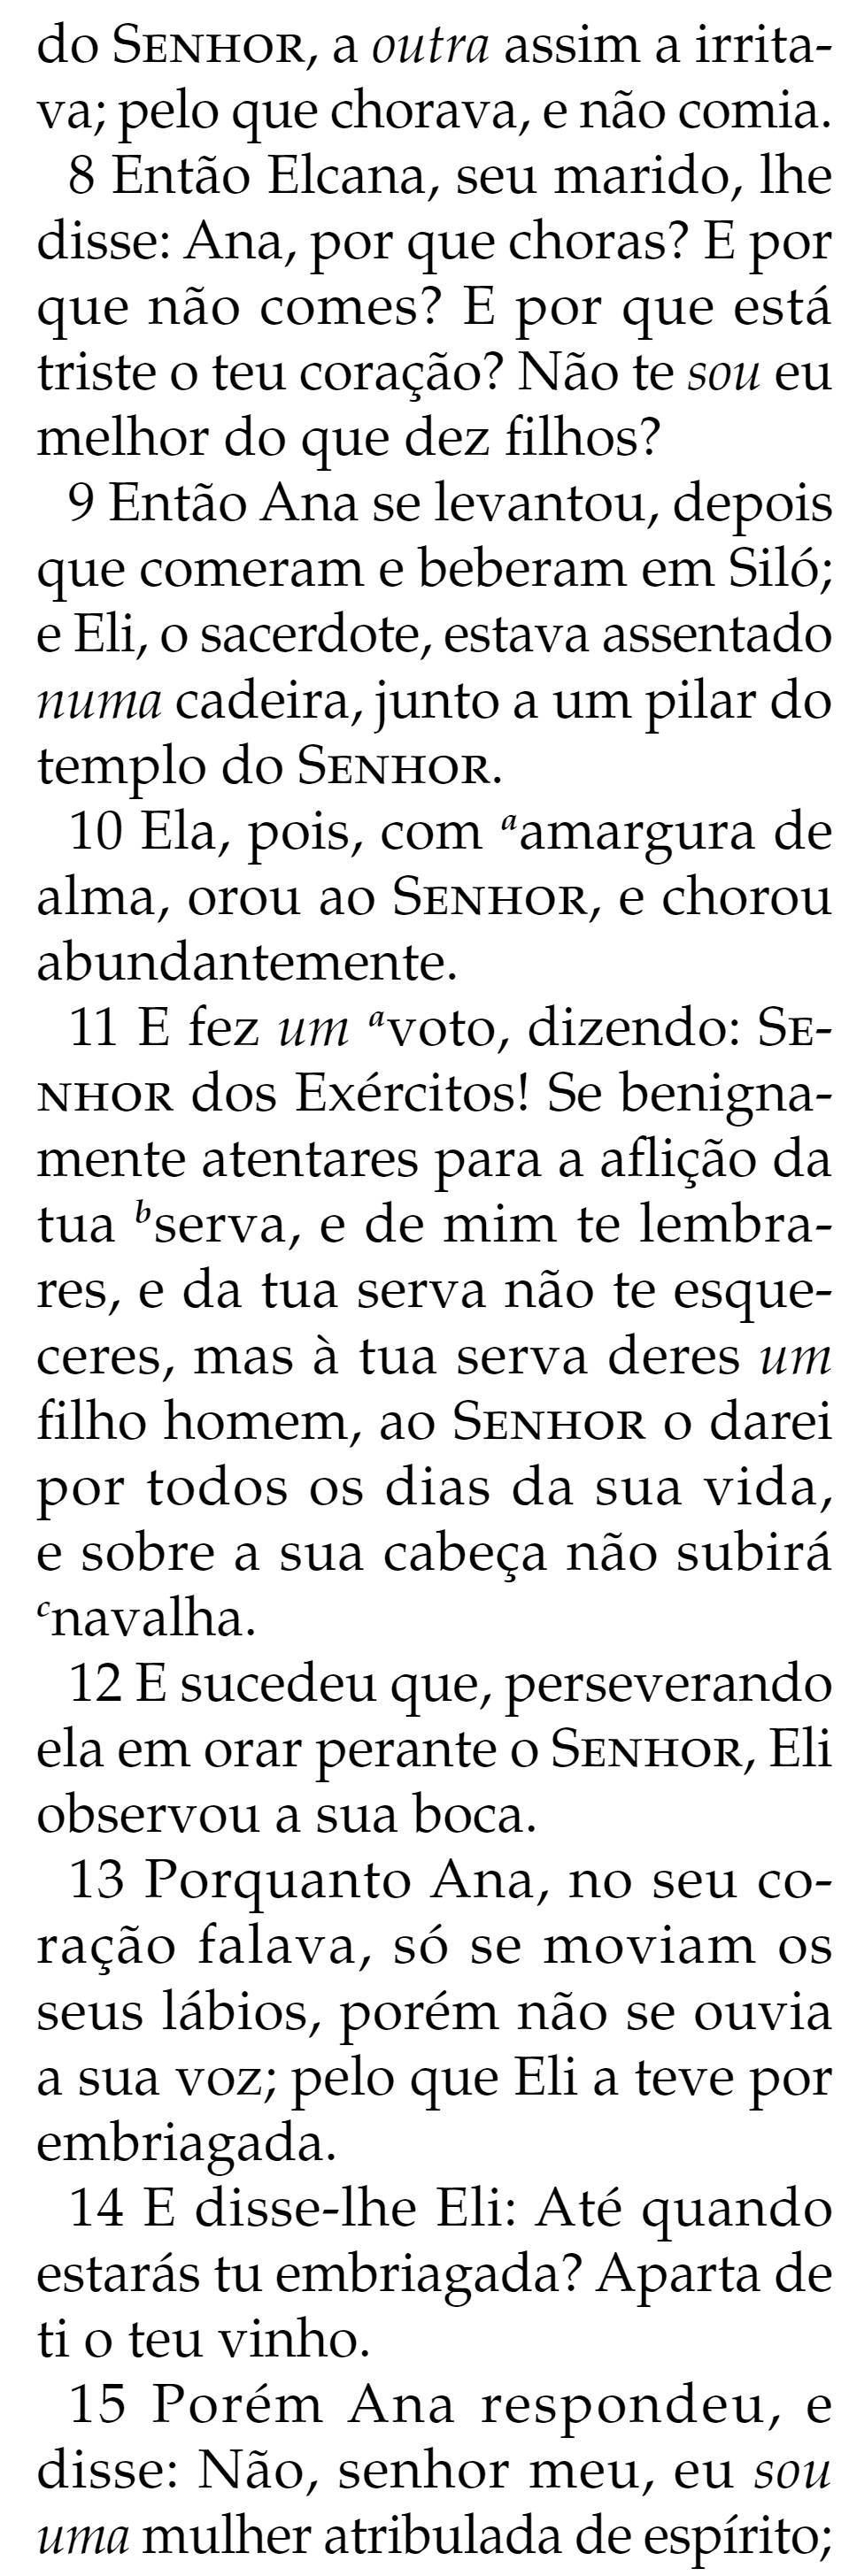 do Senhor, a outra assim a irrita-
va; pelo que chorava, e não comia.
8 Então Elcana, seu marido, lhe
disse: Ana, por que choras? E por
que não comes? E por que está
triste o teu coração? Não te sou eu
melhor do que dez filhos?
9 Então Ana se levantou, depois
que comeram e beberam em Siló;
e Eli, o sacerdote, estava assentado
numa cadeira, junto a um pilar do
templo do Senhor.
10 Ela, pois, com ᵃamargura de
alma, orou ao Senhor, e chorou
abundantemente.
11 E fez um ᵃvoto, dizendo: Se-
nhor dos Exércitos! Se benigna-
mente atentares para a aflição da
tua ᵇserva, e de mim te lembra-
res, e da tua serva não te esque-
ceres, mas à tua serva deres um
filho homem, ao Senhor o darei
por todos os dias da sua vida,
e sobre a sua cabeça não subirá
ᶜnavalha.
12 E sucedeu que, perseverando
ela em orar perante o Senhor, Eli
observou a sua boca.
13 Porquanto Ana, no seu co-
ração falava, só se moviam os
seus lábios, porém não se ouvia
a sua voz; pelo que Eli a teve por
embriagada.
14 E disse-lhe Eli: Até quando
estarás tu embriagada? Aparta de
ti o teu vinho.
15 Porém Ana respondeu, e
disse: Não, senhor meu, eu sou
uma mulher atribulada de espírito;